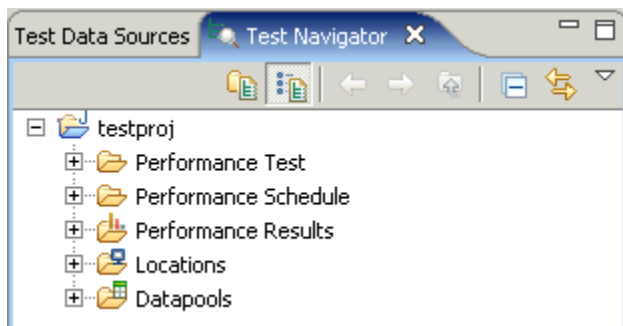 Test Data Sources Test Navigator
testproj
Performance Test
Performance Schedule
Performance Results
Locations
Datapools